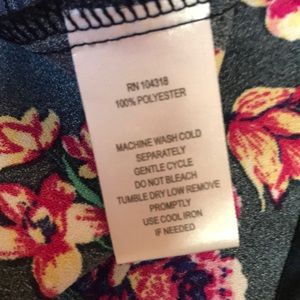 RN 104318
100% POLYESTER
MACHINE WASH COLD
SEPARATELY
GENTLE CYCLE
DO NOT BLEACH
TUMBLE DRY LOW REMOVE
PROMPTLY
USE COOL IRON
IF NEEDED